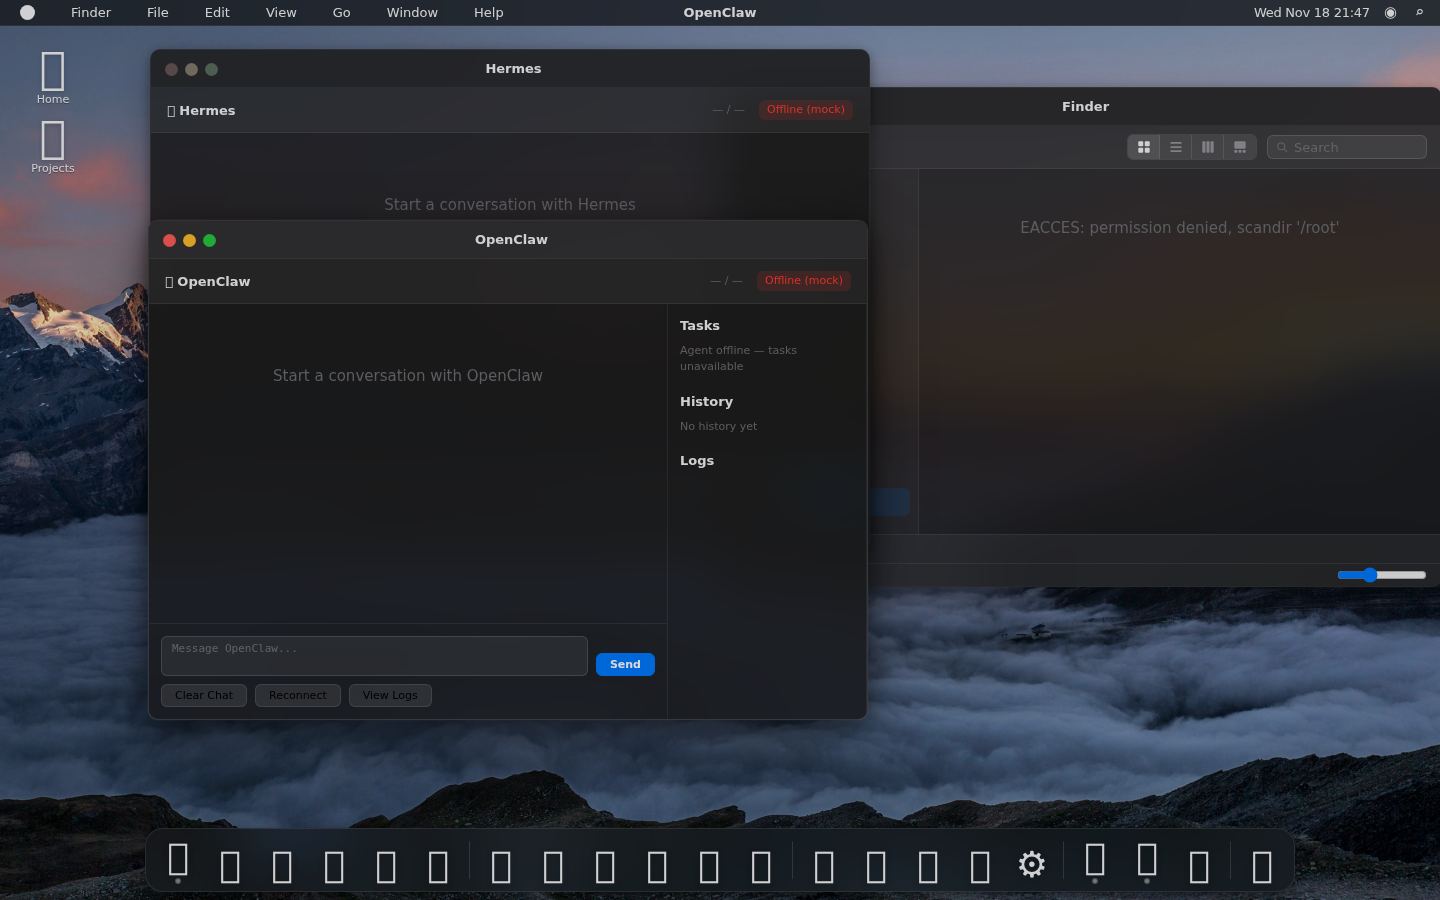 Finder File Edit View Go Window Help OpenClaw Wed Nov 18 21:47
Home
Projects
Hermes
Hermes — / — Offline (mock)
Start a conversation with Hermes
Finder
Search
EACCES: permission denied, scandir '/root'
OpenClaw
OpenClaw — / — Offline (mock)
Start a conversation with OpenClaw
Tasks
Agent offline — tasks
unavailable
History
No history yet
Logs
Message OpenClaw...
Send
Clear Chat Reconnect View Logs